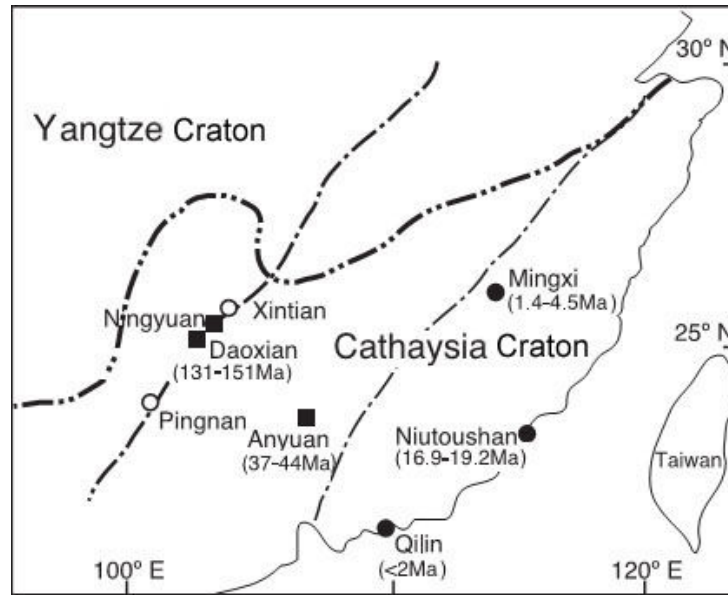 30° N
Yangtze Craton
Mingxi
(1.4–4.5Ma)
Ningyuan
Xintian
Daoxian
(131–151Ma)
Cathaysia Craton
25° N
Pingnan
Anyuan
(37–44Ma)
Niutoushan
(16.9–19.2Ma)
Taiwan
Qilin
(<2Ma)
100° E
120° E